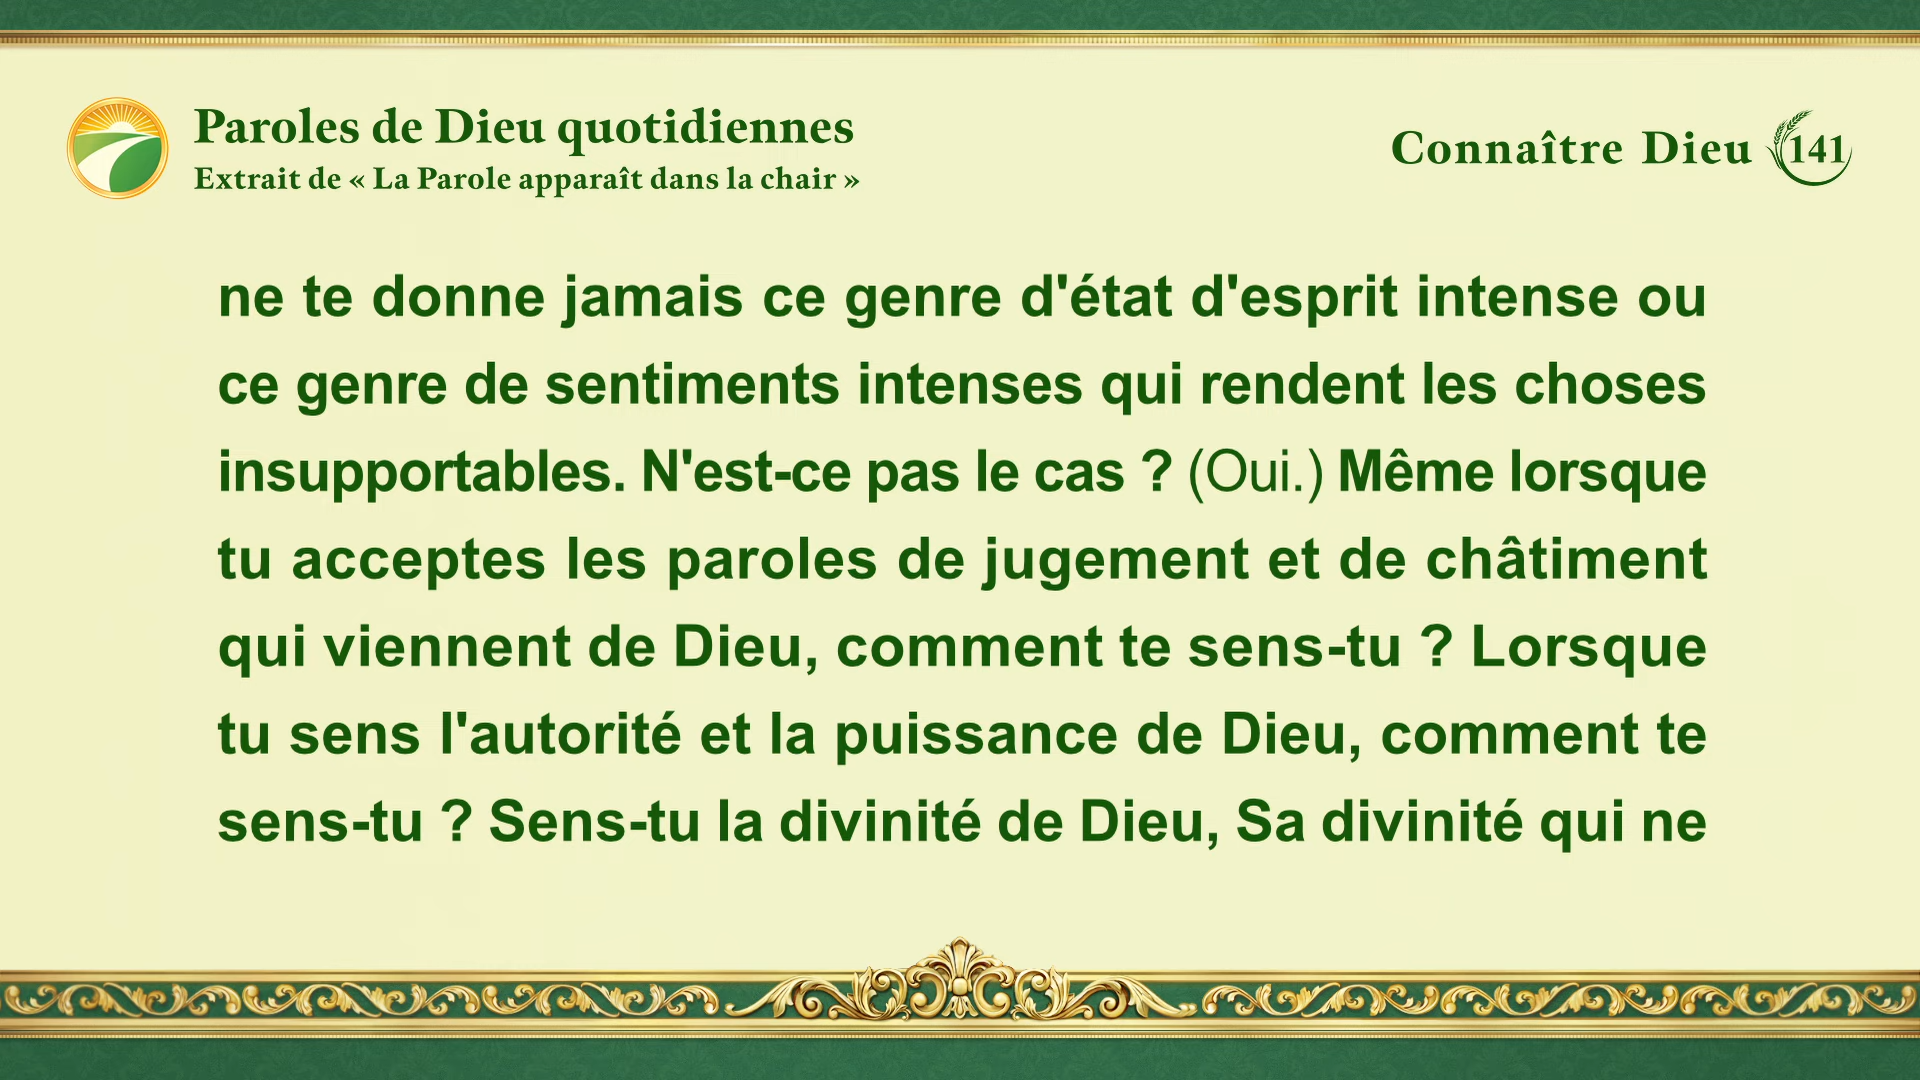 Paroles de Dieu quotidiennes
Extrait de « La Parole apparaît dans la chair »
Connaître Dieu 141
ne te donne jamais ce genre d'état d'esprit intense ou
ce genre de sentiments intenses qui rendent les choses
insupportables. N'est-ce pas le cas ? (Oui.) Même lorsque
tu acceptes les paroles de jugement et de châtiment
qui viennent de Dieu, comment te sens-tu ? Lorsque
tu sens l'autorité et la puissance de Dieu, comment te
sens-tu ? Sens-tu la divinité de Dieu, Sa divinité qui ne